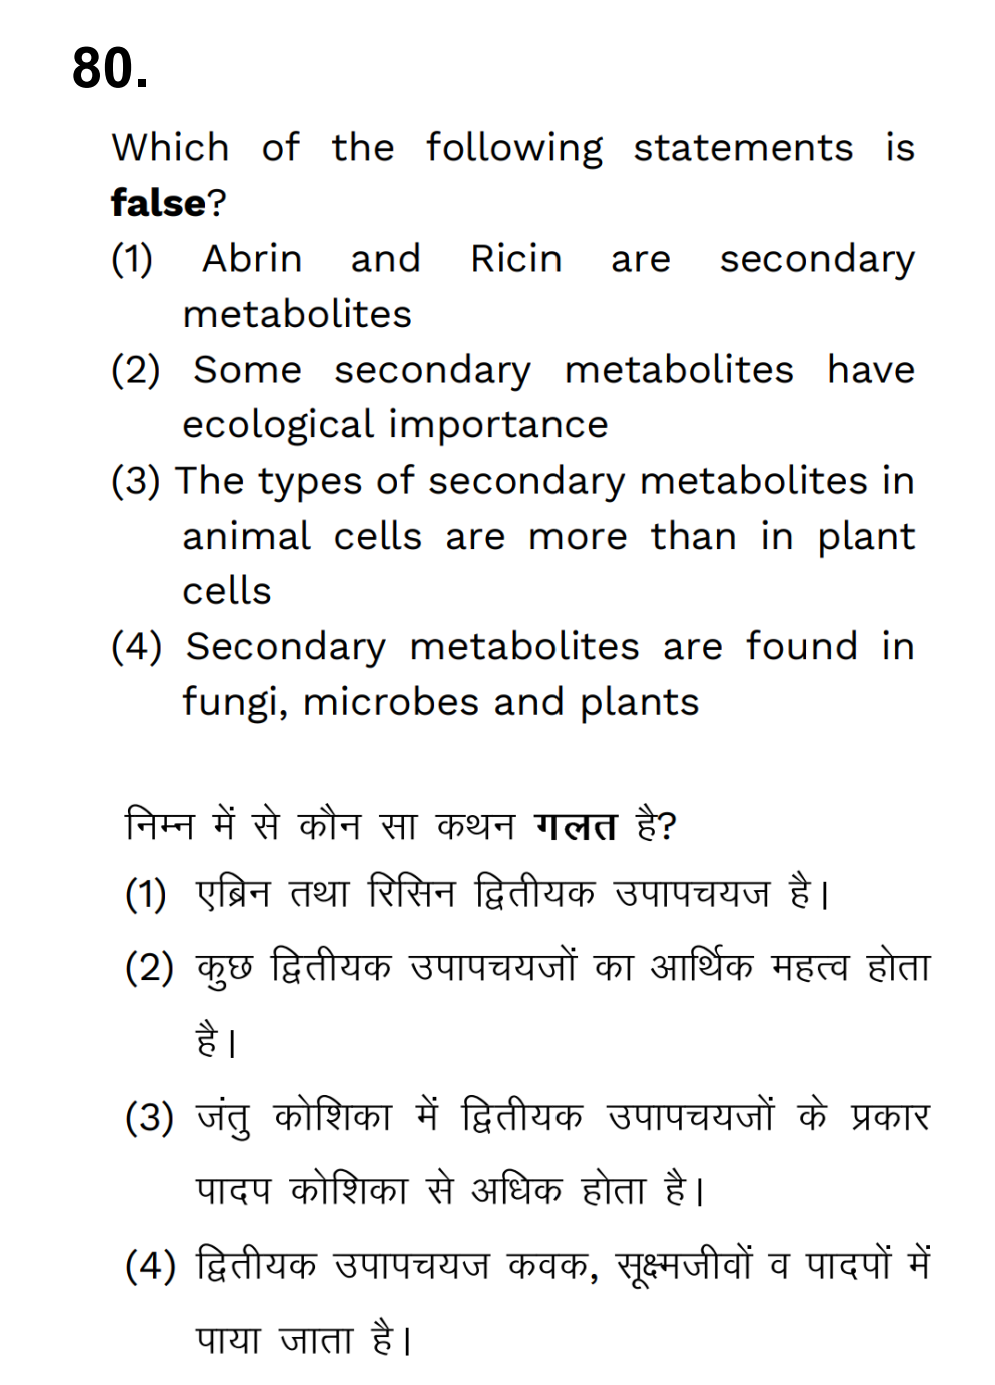 80.
Which of the following statements is
false?
(1) Abrin and Ricin are secondary
metabolites
(2) Some secondary metabolites have
ecological importance
(3) The types of secondary metabolites in
animal cells are more than in plant
cells
(4) Secondary metabolites are found in
fungi, microbes and plants
निम्न में से कौन सा कथन गलत है?
(1) एब्रिन तथा रिसिन द्वितीयक उपापचयज है।
(2) कुछ द्वितीयक उपापचयजों का आर्थिक महत्व होता
है।
(3) जंतु कोशिका में द्वितीयक उपापचयजों के प्रकार
पादप कोशिका से अधिक होता है।
(4) द्वितीयक उपापचयज कवक, सूक्ष्मजीवों व पादपों में
पाया जाता है।